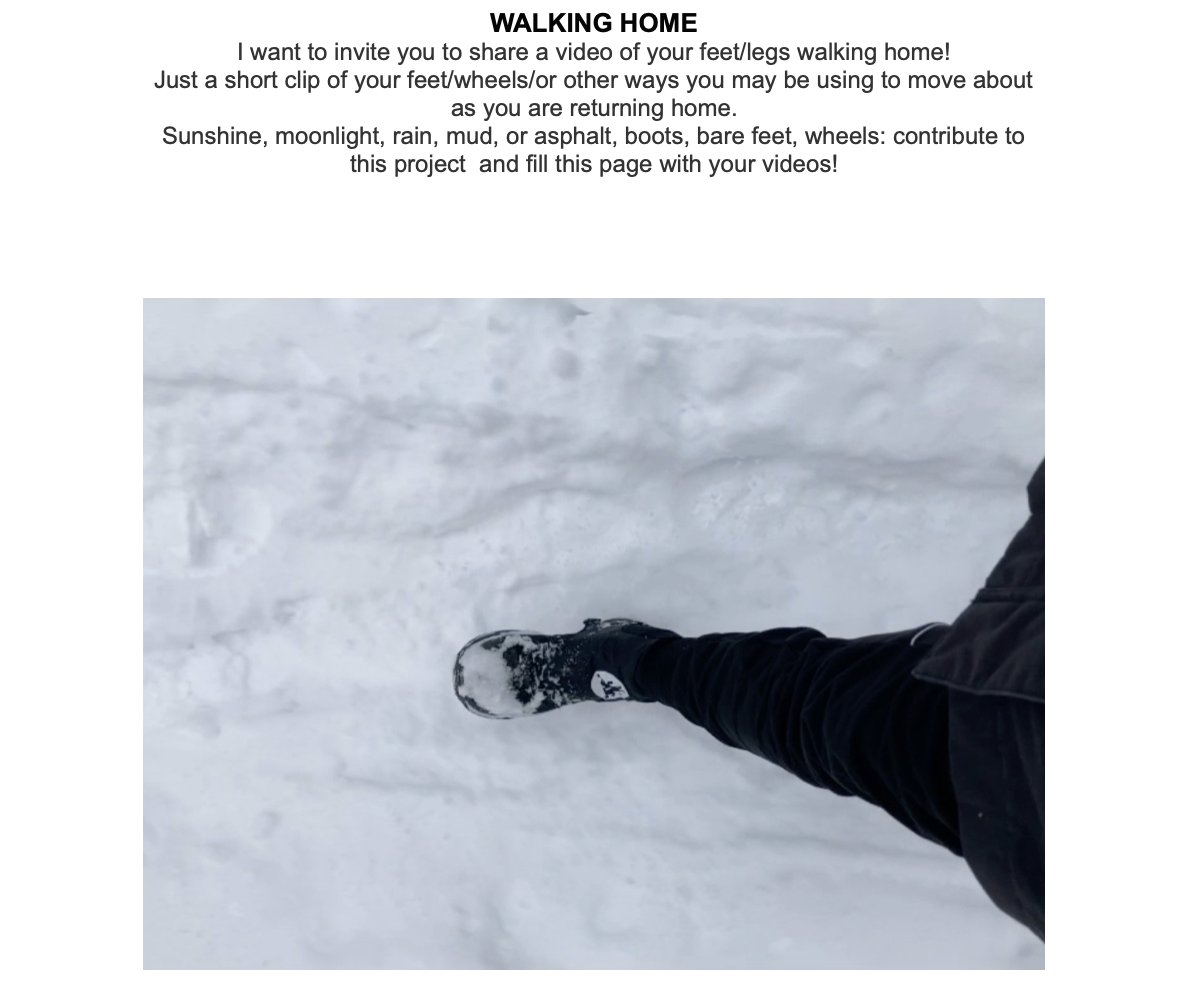 WALKING HOME
I want to invite you to share a video of your feet/legs walking home!
Just a short clip of your feet/wheels/or other ways you may be using to move about
as you are returning home.
Sunshine, moonlight, rain, mud, or asphalt, boots, bare feet, wheels: contribute to
this project  and fill this page with your videos!